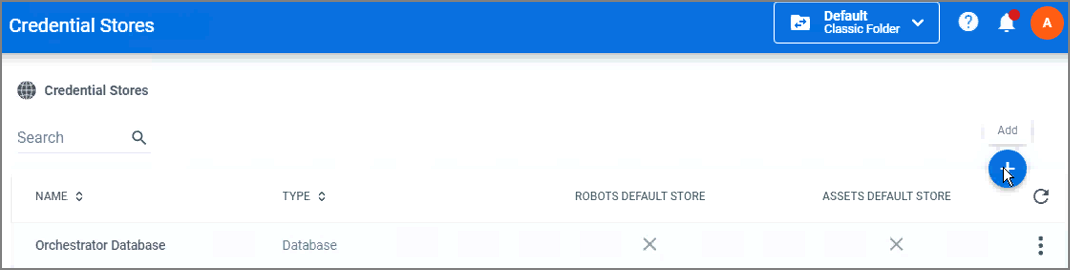 Credential Stores
Default
Classic Folder
?
A
Credential Stores
Search
Add
NAME TYPE ROBOTS DEFAULT STORE ASSETS DEFAULT STORE
Orchestrator Database Database